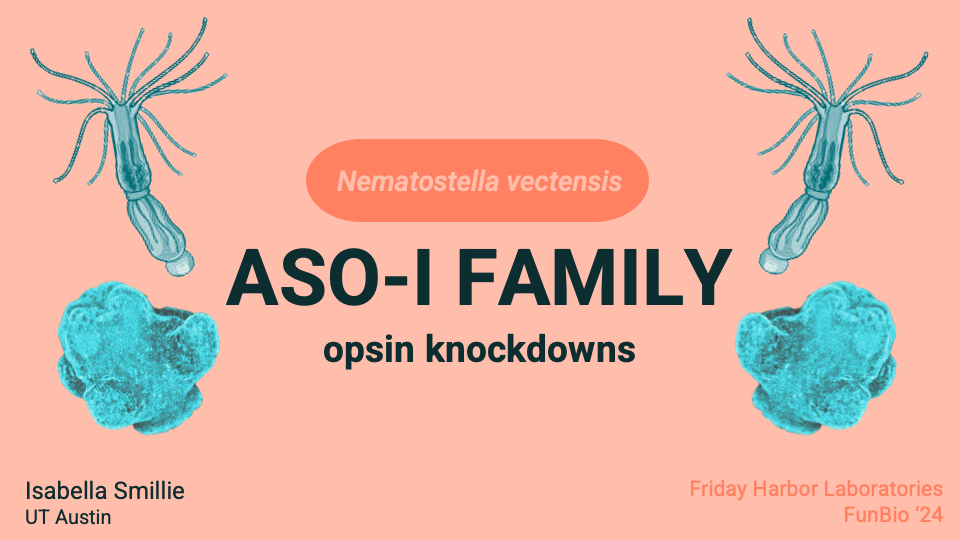 Nematostella vectensis
ASO-I FAMILY
opsin knockdowns
Isabella Smillie
UT Austin
Friday Harbor Laboratories
FunBio ‘24